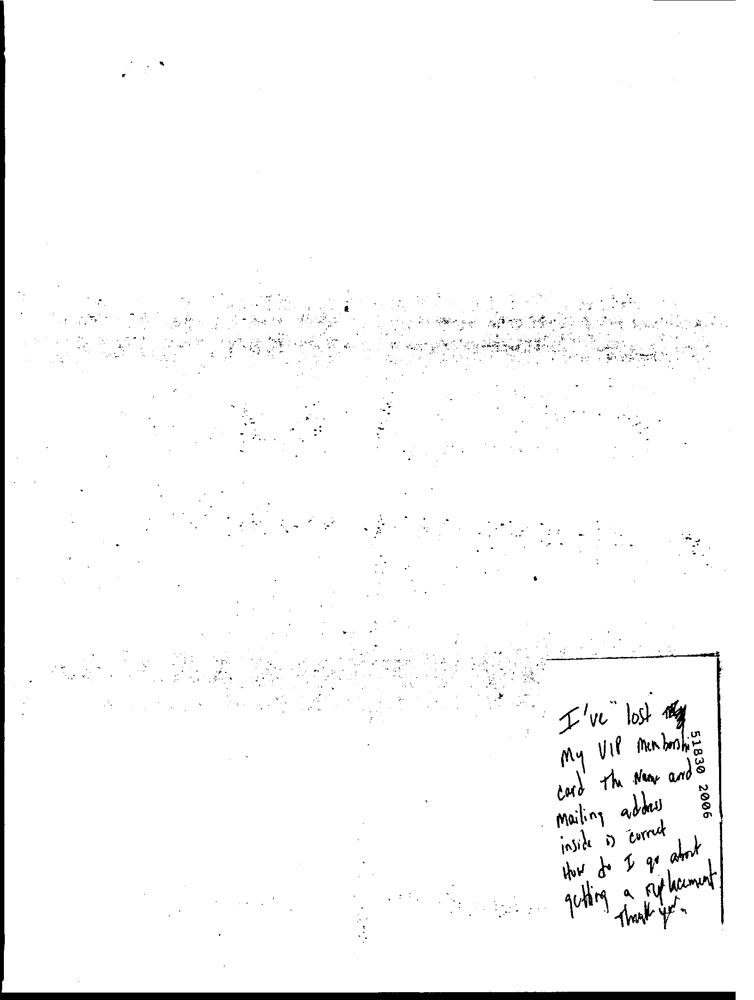 I've "lost"
My VIP Membership
card The Name and
Mailing address
inside is correct
How do I go about
getting a replacement
Thank you.
51830 2006